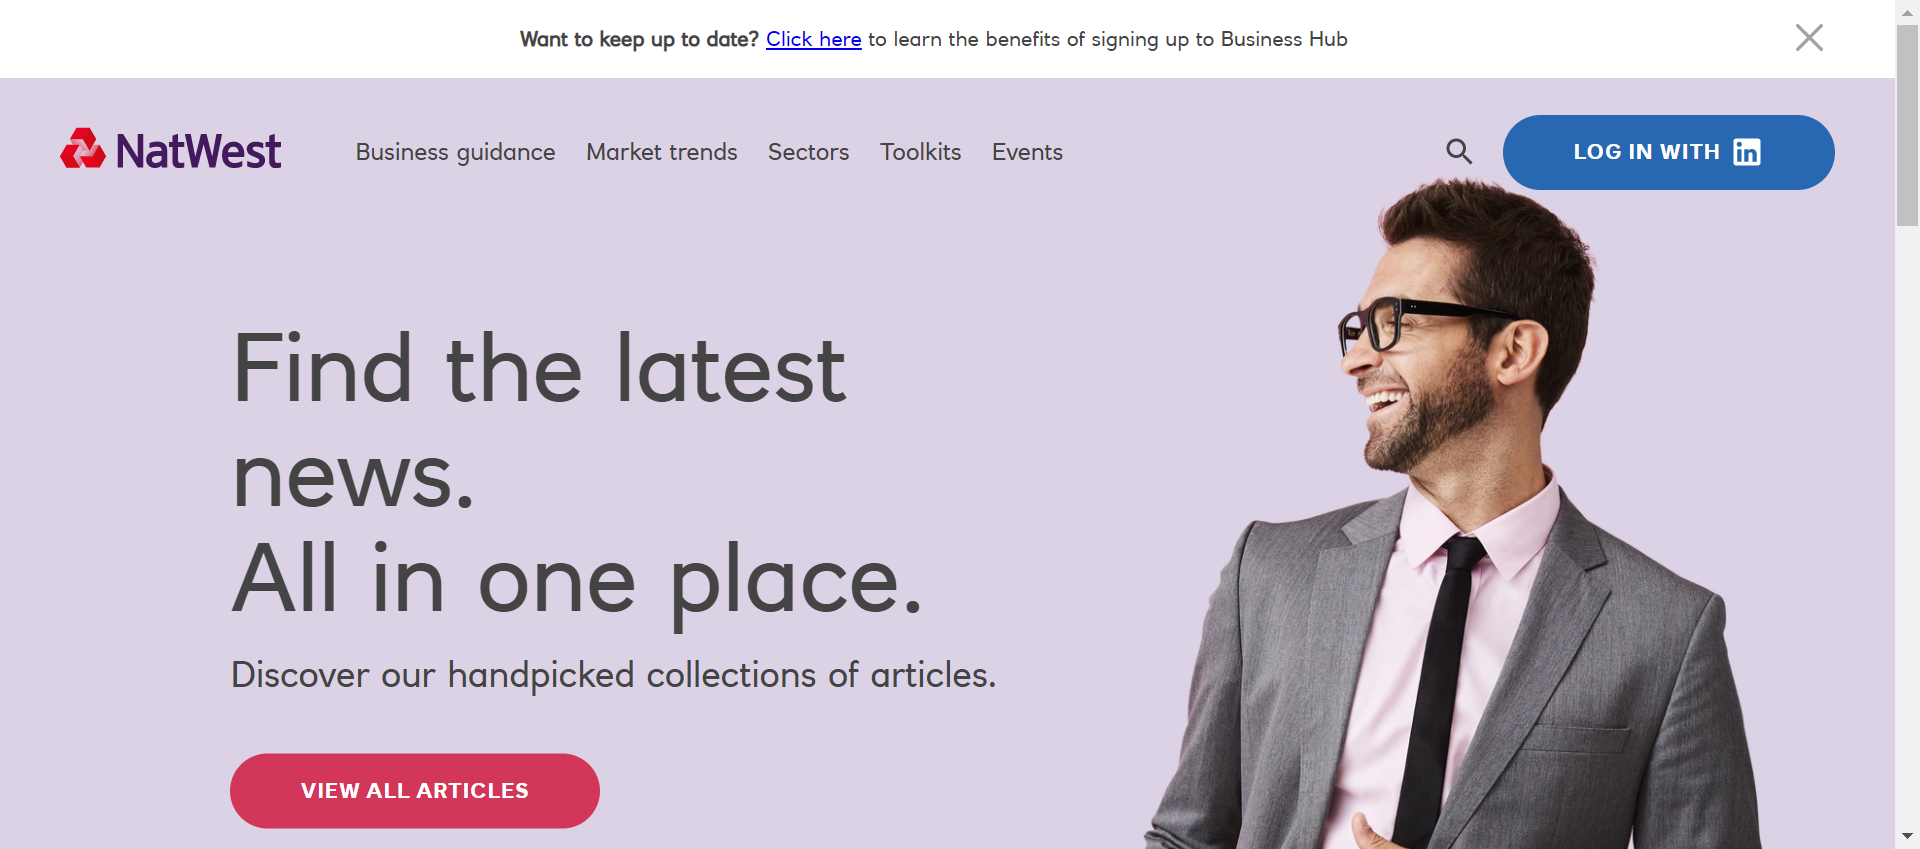 Want to keep up to date? Click here to learn the benefits of signing up to Business Hub
NatWest
Business guidance
Market trends
Sectors
Toolkits
Events
LOG IN WITH in
Find the latest
news.
All in one place.
Discover our handpicked collections of articles.
VIEW ALL ARTICLES